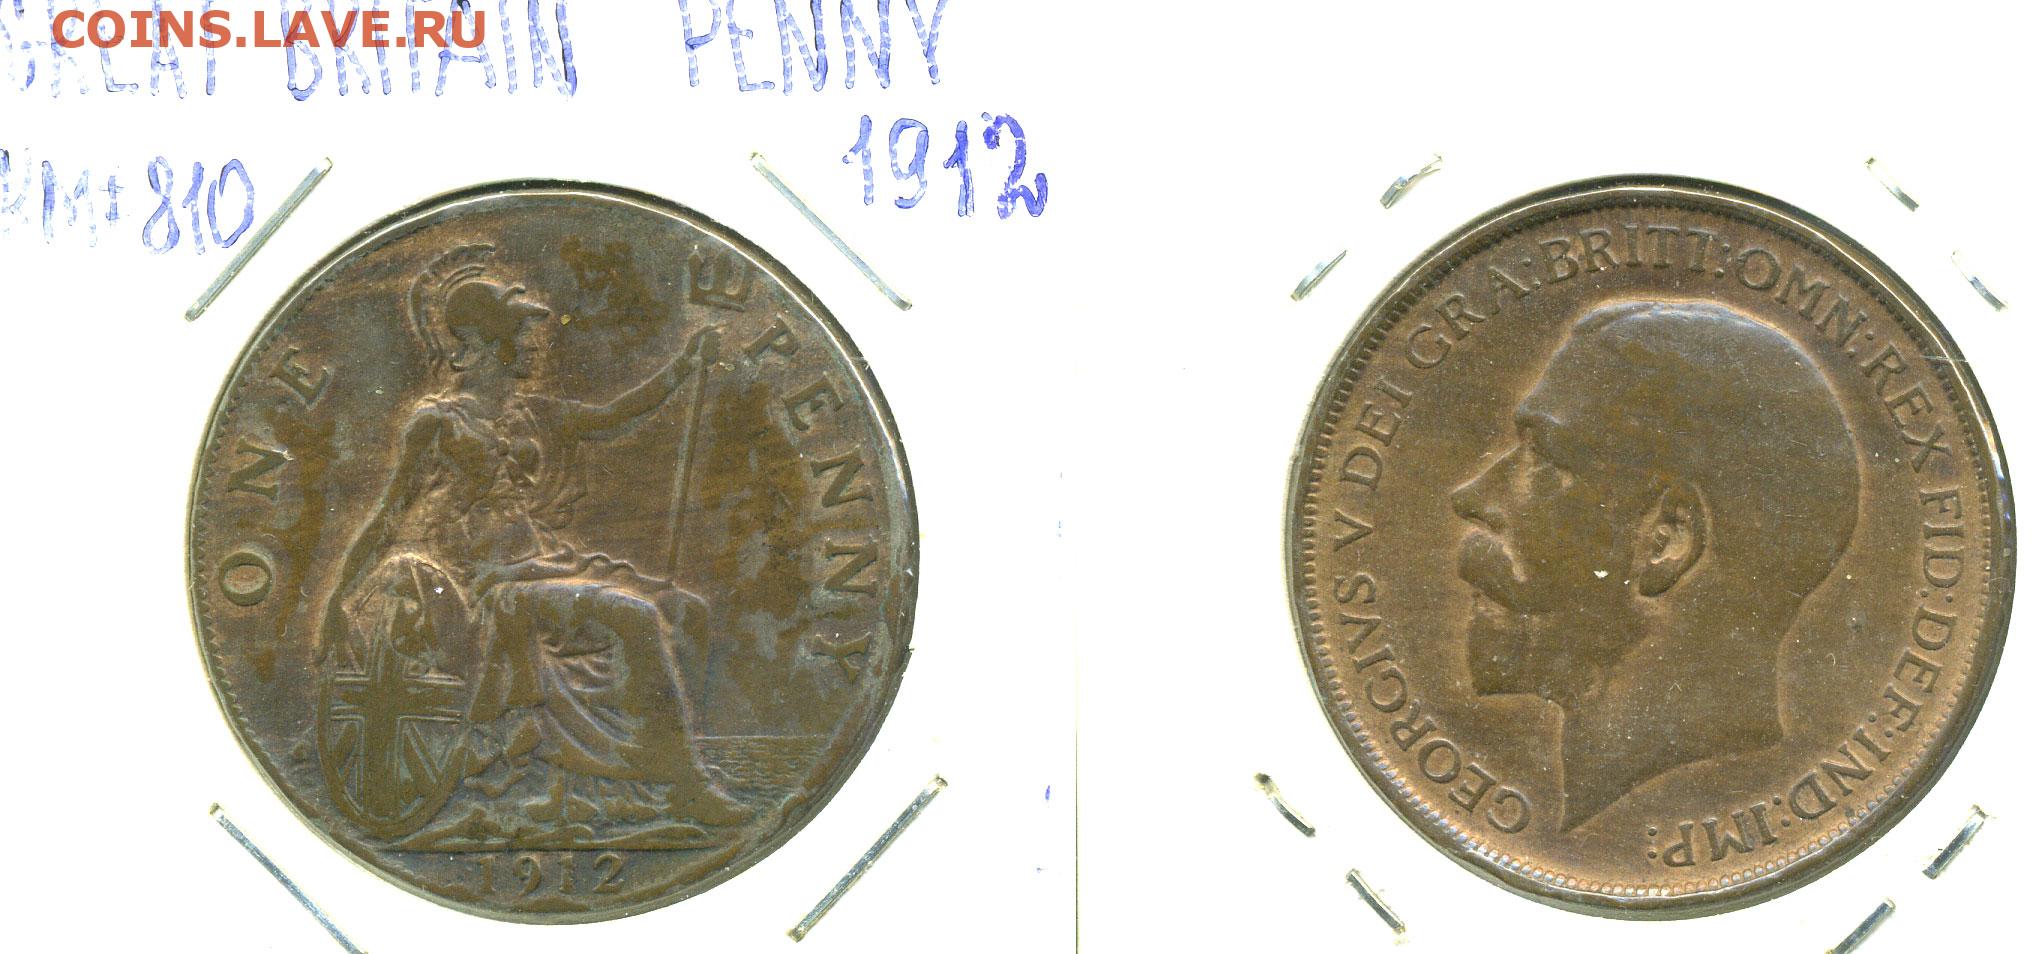 COINS.LAVE.RU
GREAT BRITAIN PENNY
1912
KM# 810
ONE PENNY
1912
GEORGIVS V DEI GRA:BRITT:OMN:REX FID:DEF:IND:IMP: